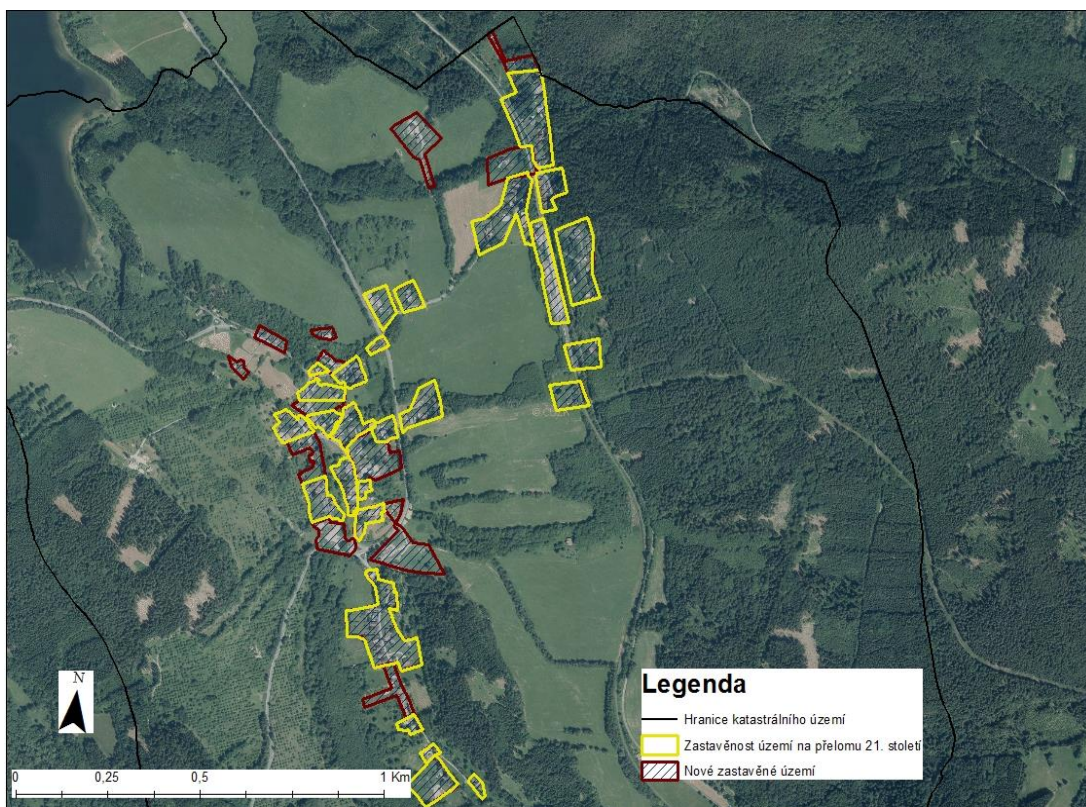 Legenda
Hranice katastrálního území
Zastavěnost území na přelomu 21. století
Nové zastavěné území
N
0 0,25 0,5 1 Km